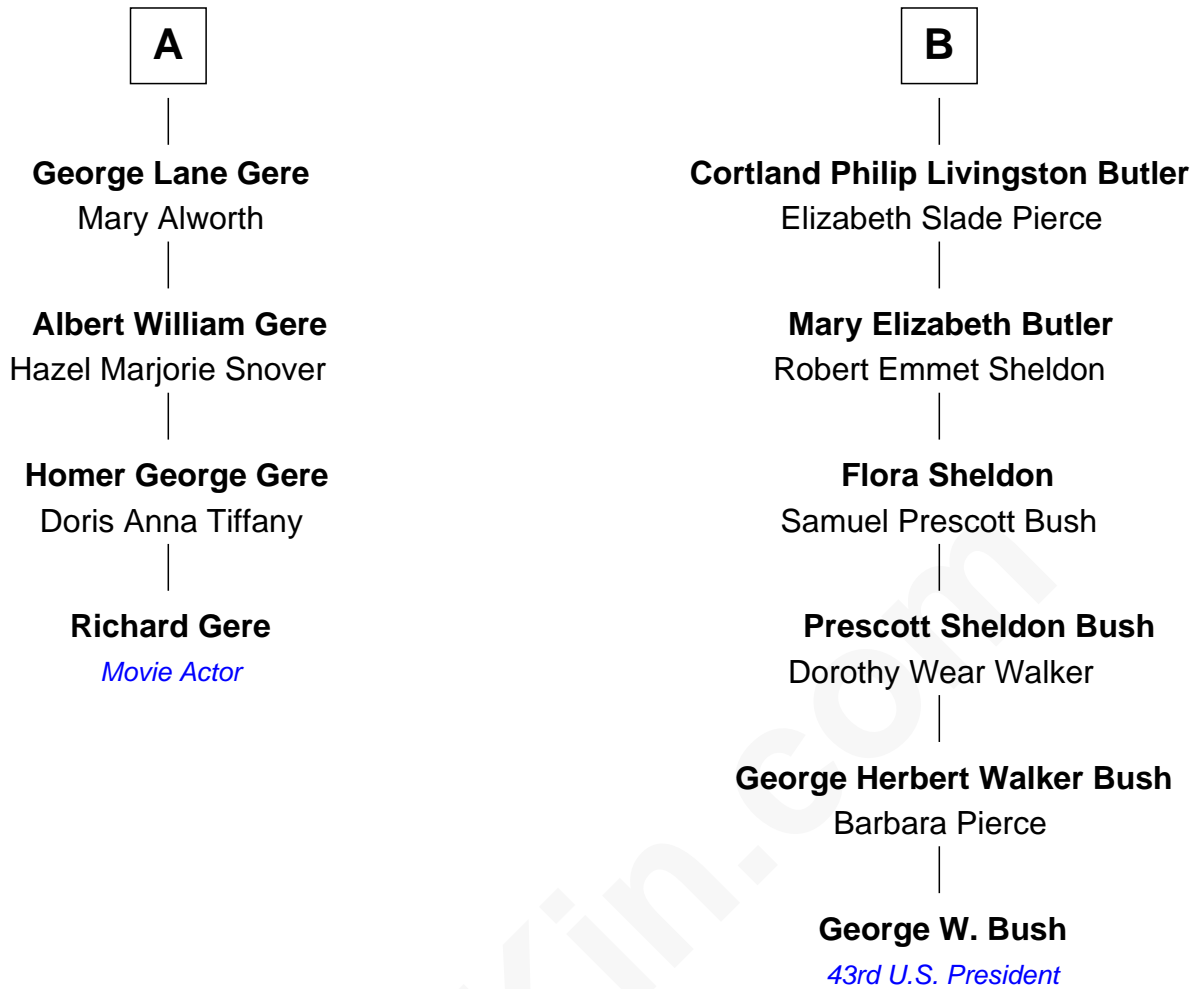 A
George Lane Gere
Mary Alworth
Albert William Gere
Hazel Marjorie Snover
Homer George Gere
Doris Anna Tiffany
Richard Gere
Movie Actor
B
Cortland Philip Livingston Butler
Elizabeth Slade Pierce
Mary Elizabeth Butler
Robert Emmet Sheldon
Flora Sheldon
Samuel Prescott Bush
Prescott Sheldon Bush
Dorothy Wear Walker
George Herbert Walker Bush
Barbara Pierce
George W. Bush
43rd U.S. President